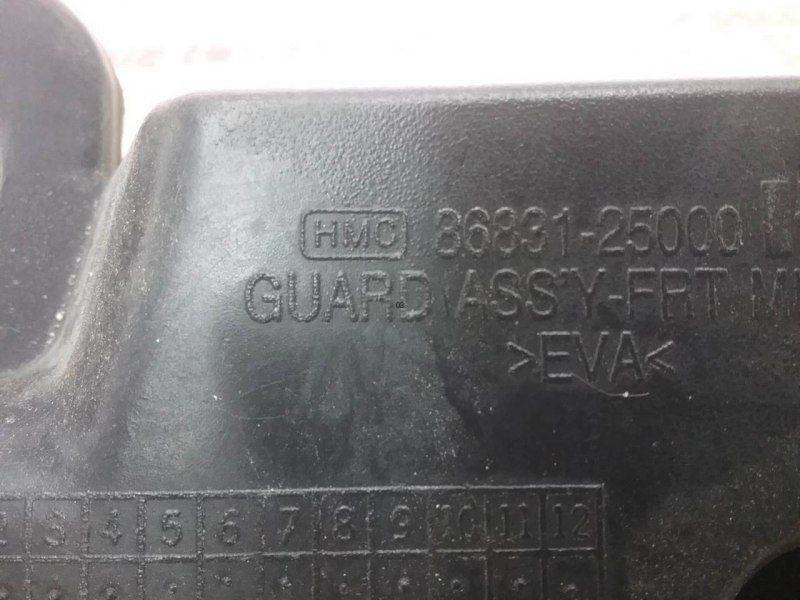 HMC 86831-25000
GUARD ASS'Y-FRT
>EVA<
3 4 5 6 7 8 9 10 11 12